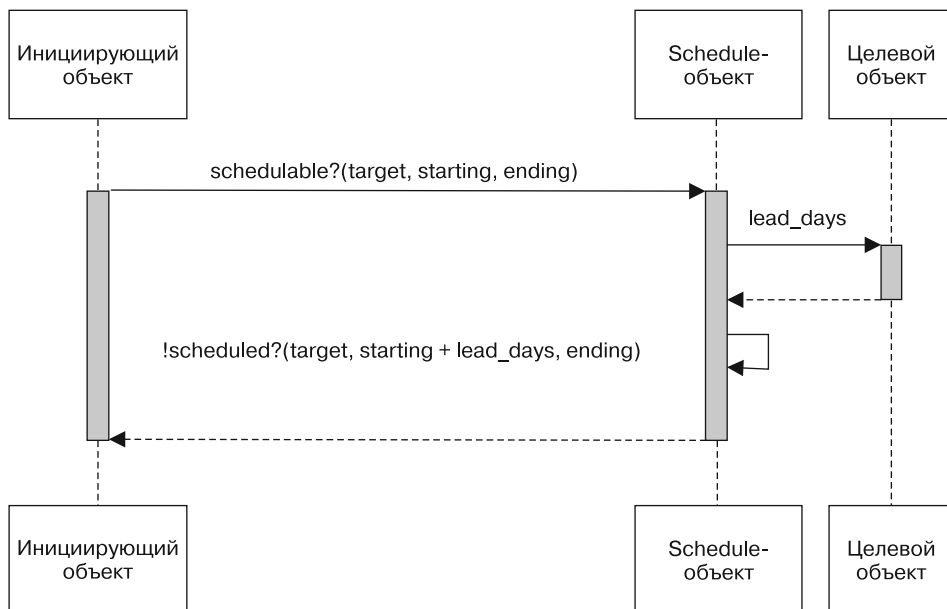 Инициирующий
объект
Schedule-
объект
Целевой
объект
schedulable?(target, starting, ending)
lead_days
!scheduled?(target, starting + lead_days, ending)
Инициирующий
объект
Schedule-
объект
Целевой
объект